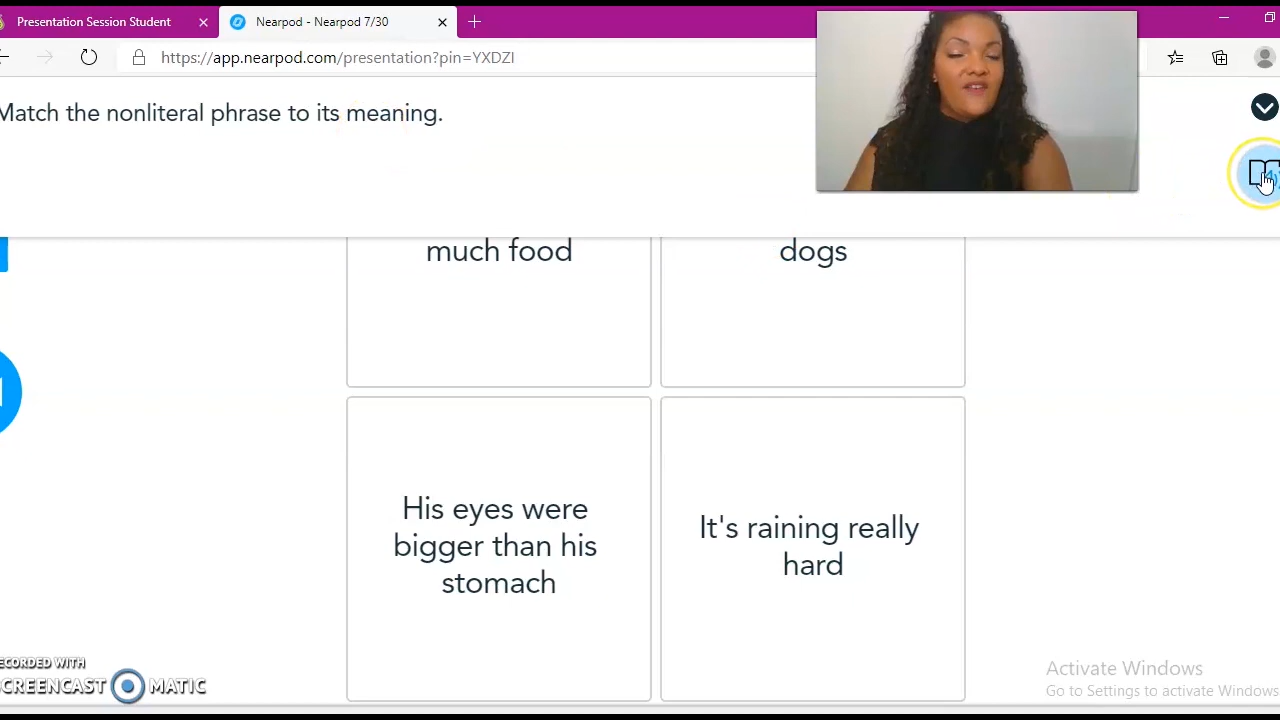 Presentation Session Student
Nearpod - Nearpod 7/30
https://app.nearpod.com/presentation?pin=YXDZI
Match the nonliteral phrase to its meaning.
much food
dogs
His eyes were
bigger than his
stomach
It's raining really
hard
RECORDED WITH
SCREENCAST MATIC
Activate Windows
Go to Settings to activate Windows